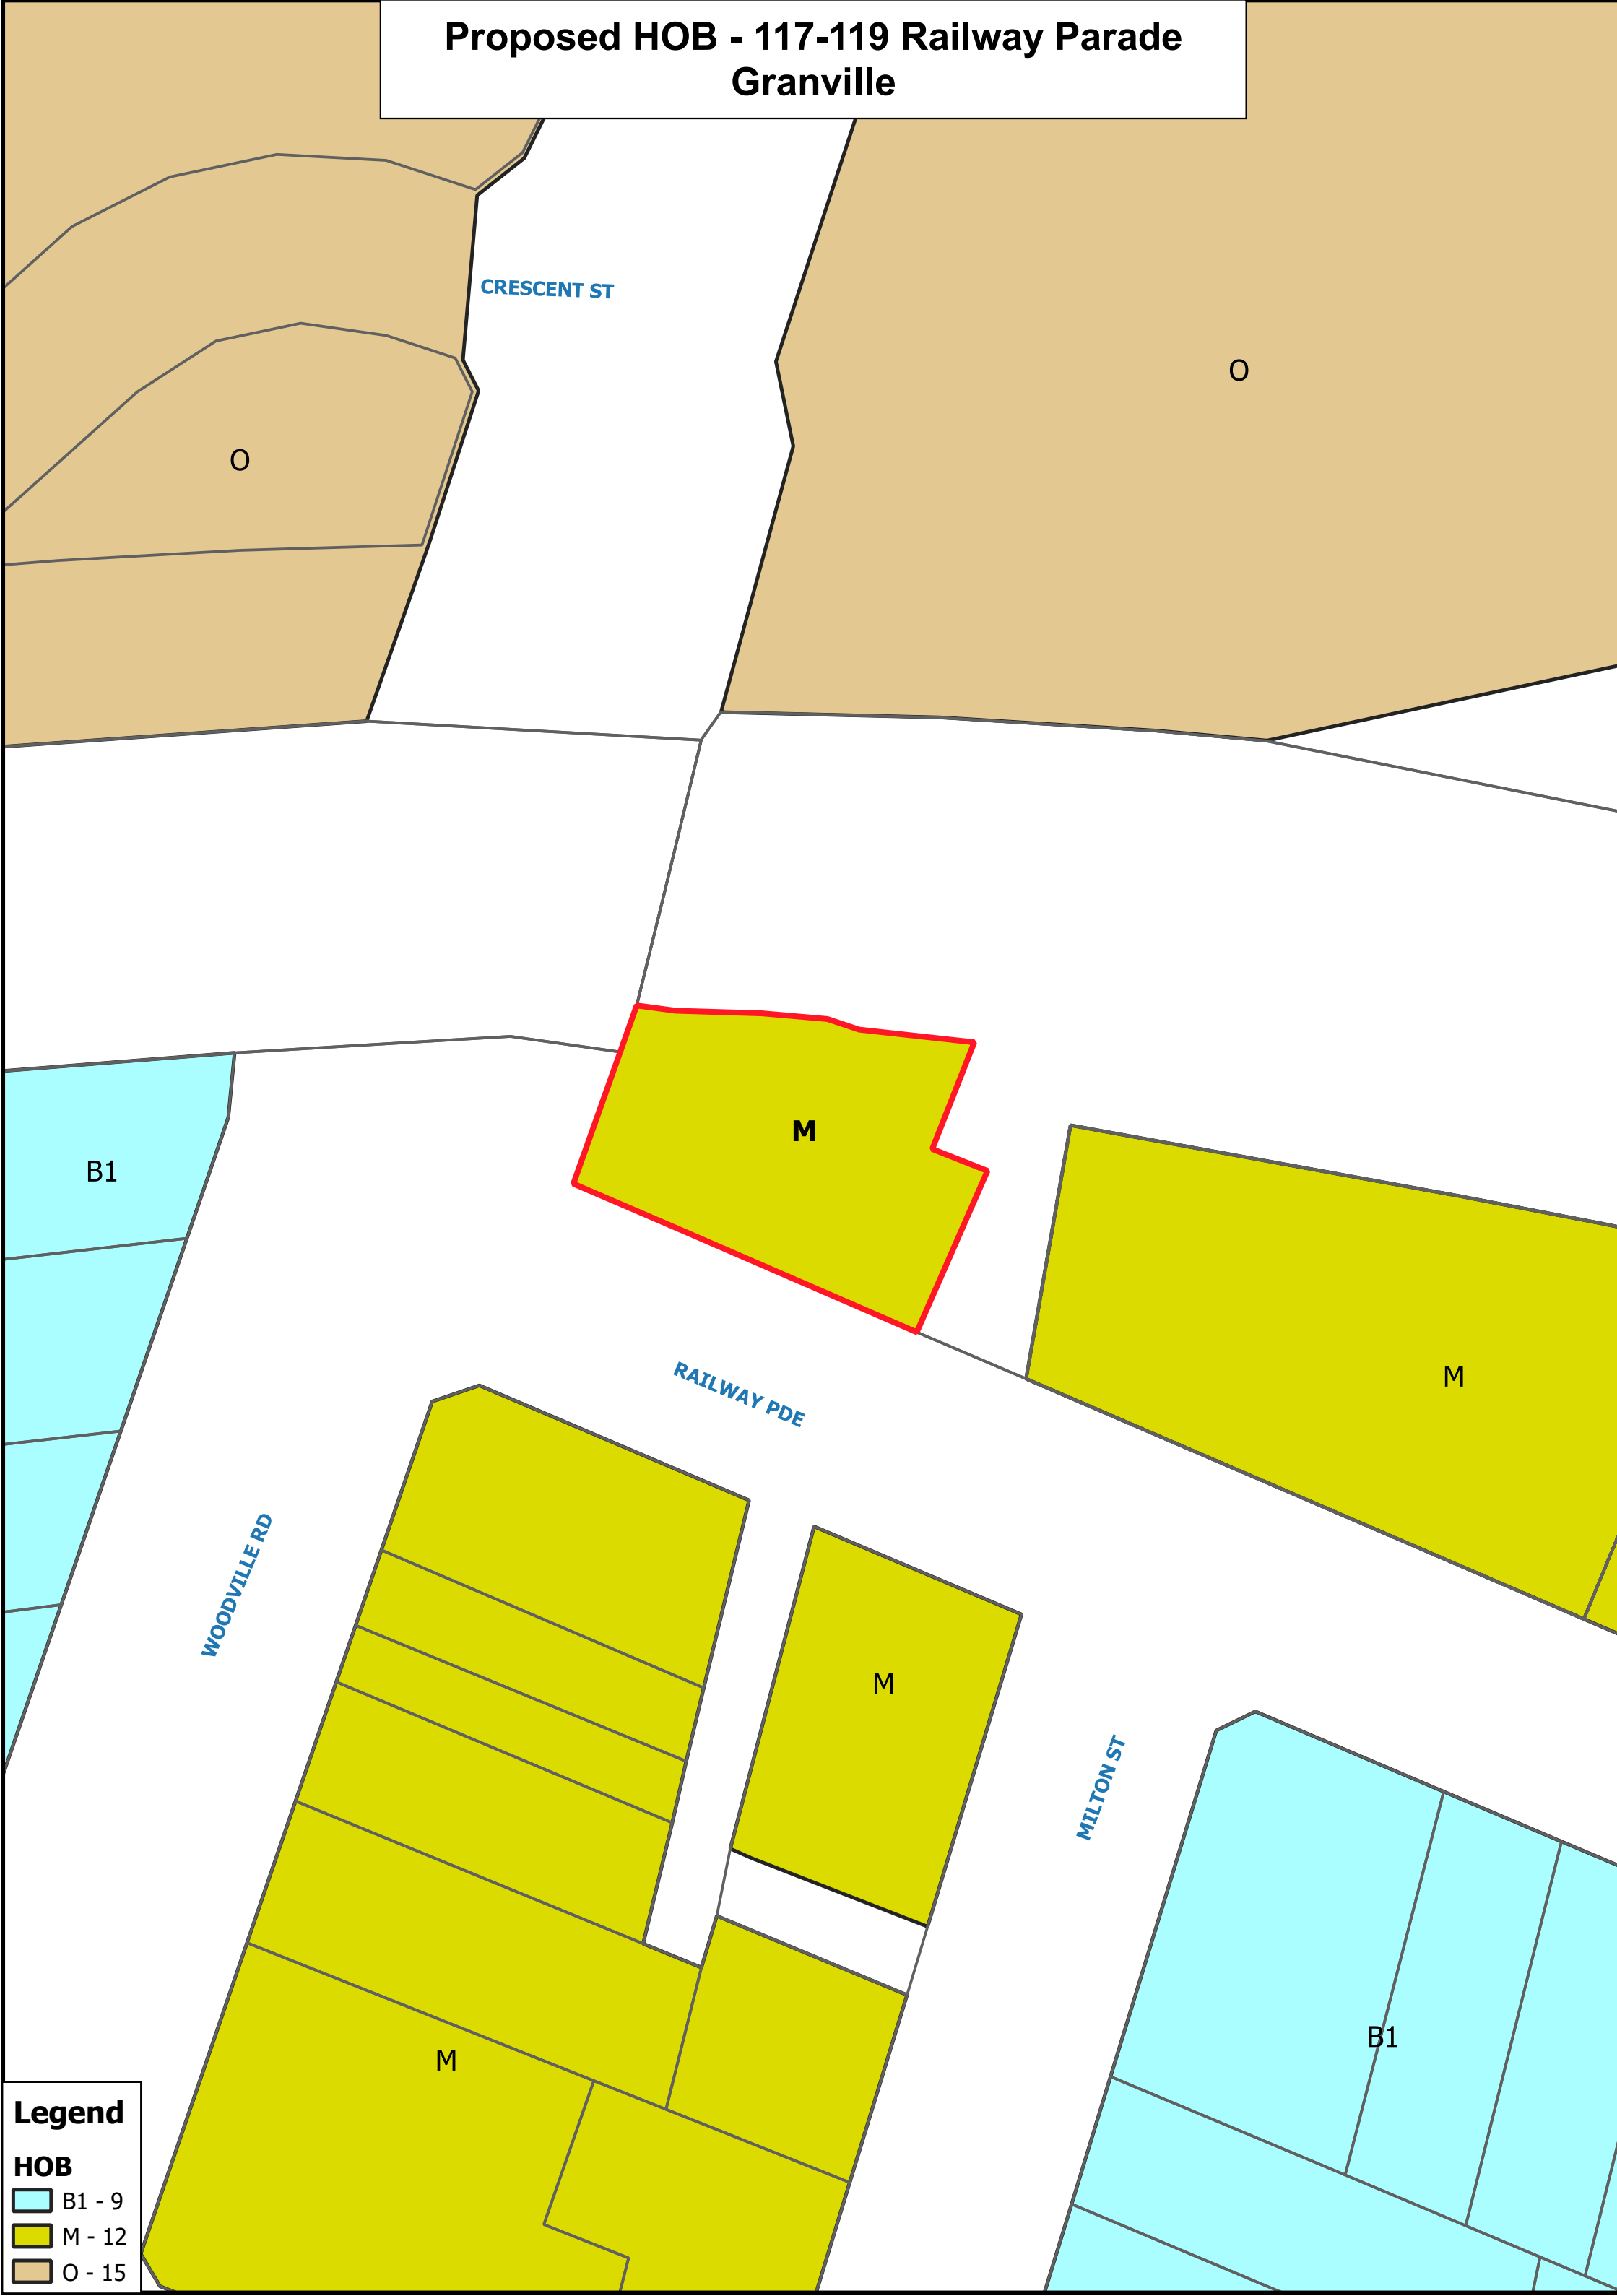 Proposed HOB - 117-119 Railway Parade
Granville
CRESCENT ST
O
O
M
B1
M
RAILWAY PDE
WOODVILLE RD
M
MILTON ST
B1
M
Legend
HOB
B1 - 9
M - 12
O - 15